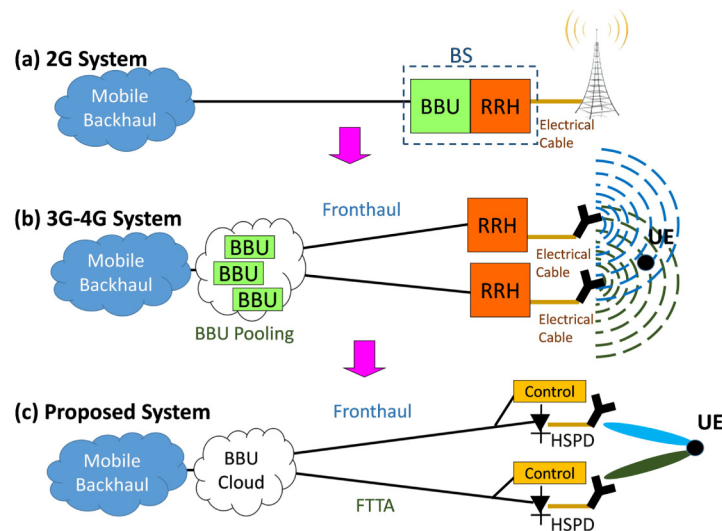 (a) 2G System
BS
Mobile
Backhaul
BBU
RRH
Electrical
Cable
(b) 3G-4G System
Fronthaul
Mobile
Backhaul
BBU
BBU
BBU
BBU Pooling
RRH
Electrical
Cable
RRH
Electrical
Cable
UE
(c) Proposed System
Fronthaul
Mobile
Backhaul
BBU
Cloud
FTTA
Control
HSPD
Control
HSPD
UE